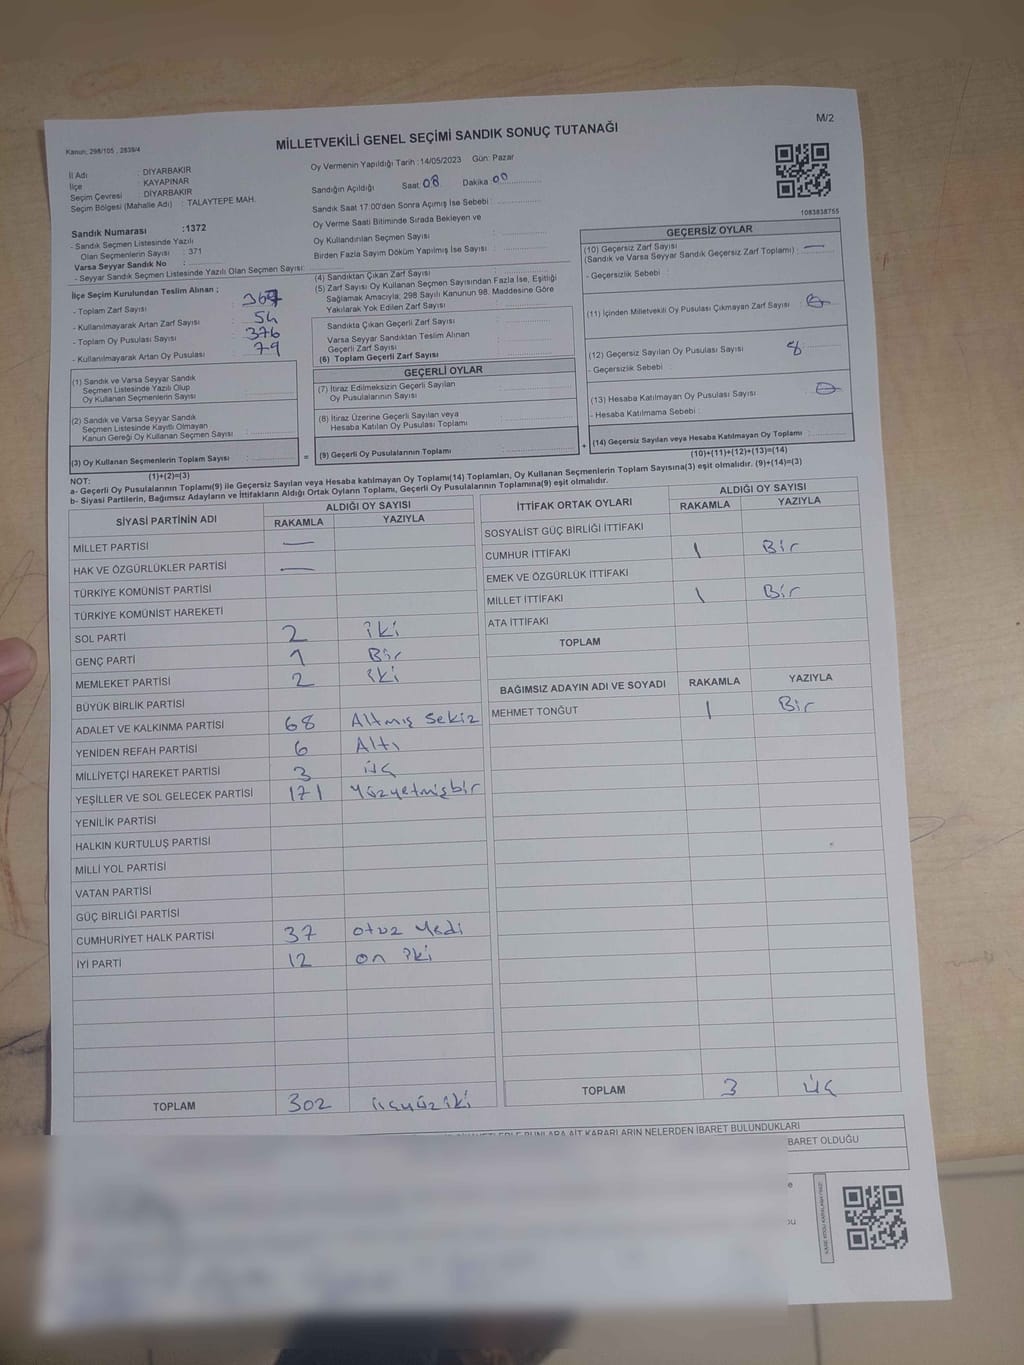 M/2
Kanun: 298/105 , 2839/4
MİLLETVEKİLİ GENEL SEÇİMİ SANDIK SONUÇ TUTANAĞI
İl Adı : DİYARBAKIR
İlçe : KAYAPINAR
Seçim Çevresi : DİYARBAKIR
Seçim Bölgesi (Mahalle Adı) : TALAYTEPE MAH.
Sandık Numarası :1372
- Sandık Seçmen Listesinde Yazılı
Olan Seçmenlerin Sayısı : 371
Varsa Seyyar Sandık No :
- Seyyar Sandık Seçmen Listesinde Yazılı Olan Seçmen Sayısı:
Oy Vermenin Yapıldığı Tarih : 14/05/2023 Gün: Pazar
Sandığın Açıldığı Saat 08 Dakika 00
Sandık Saat 17:00'den Sonra Açımış İse Sebebi :
Oy Verme Saati Bitiminde Sırada Bekleyen ve
Oy Kullandırılan Seçmen Sayısı :
Birden Fazla Sayım Döküm Yapılmış İse Sayısı :
1083838755
İlçe Seçim Kurulundan Teslim Alınan ;
- Toplam Zarf Sayısı :
- Kullanılmayarak Artan Zarf Sayısı : 54
- Toplam Oy Pusulası Sayısı : 376
- Kullanılmayarak Artan Oy Pusulası : 79
(1) Sandık ve Varsa Seyyar Sandık
Seçmen Listesinde Yazılı Olup
Oy Kullanan Seçmenlerin Sayısı :
(2) Sandık ve Varsa Seyyar Sandık
Seçmen Listesinde Kayıtlı Olmayan
Kanun Gereği Oy Kullanan Seçmen Sayısı :
(3) Oy Kullanan Seçmenlerin Toplam Sayısı :
(1)+(2)=(3)
(4) Sandıktan Çıkan Zarf Sayısı :
(5) Zarf Sayısı Oy Kullanan Seçmen Sayısından Fazla İse, Eşitliği
Sağlamak Amacıyla; 298 Sayılı Kanunun 98. Maddesine Göre
Yakılarak Yok Edilen Zarf Sayısı :
Sandıkta Çıkan Geçerli Zarf Sayısı :
Varsa Seyyar Sandıktan Teslim Alınan
Geçerli Zarf Sayısı :
(6) Toplam Geçerli Zarf Sayısı
GEÇERLİ OYLAR
(7) İtiraz Edilmeksizin Geçerli Sayılan
Oy Pusulalarının Sayısı :
(8) İtiraz Üzerine Geçerli Sayılan veya
Hesaba Katılan Oy Pusulası Toplamı :
= (9) Geçerli Oy Pusulalarının Toplamı : +
GEÇERSİZ OYLAR
(10) Geçersiz Zarf Sayısı
(Sandık ve Varsa Seyyar Sandık Geçersiz Zarf Toplamı) : —
- Geçersizlik Sebebi :
(11) İçinden Milletvekili Oy Pusulası Çıkmayan Zarf Sayısı :
(12) Geçersiz Sayılan Oy Pusulası Sayısı : 8
- Geçersizlik Sebebi :
(13) Hesaba Katılmayan Oy Pusulası Sayısı :
- Hesaba Katılmama Sebebi :
(14) Geçersiz Sayılan veya Hesaba Katılmayan Oy Toplamı :
(10)+(11)+(12)+(13)=(14)
NOT:
a- Geçerli Oy Pusulaları Toplamı(9) ile Geçersiz Sayılan veya Hesaba katılmayan Oy Toplamı(14) Toplamları, Oy Kullanan Seçmenlerin Toplam Sayısına(3) eşit olmalıdır. (9)+(14)=(3)
b- Siyasi Partilerin, Bağımsız Adayların ve İttifakların Aldığı Ortak Oyların Toplamı, Geçerli Oy Pusulalarının Toplamına(9) eşit olmalıdır.
SİYASİ PARTİNİN ADI ALDIĞI OY SAYISI
RAKAMLA YAZIYLA
MİLLET PARTİSİ —
HAK VE ÖZGÜRLÜKLER PARTİSİ —
TÜRKİYE KOMÜNİST PARTİSİ
TÜRKİYE KOMÜNİST HAREKETİ
SOL PARTİ 2 iki
GENÇ PARTİ 1 Bir
MEMLEKET PARTİSİ 2 iki
BÜYÜK BİRLİK PARTİSİ
ADALET VE KALKINMA PARTİSİ 68 Altmış Sekiz
YENİDEN REFAH PARTİSİ 6 Altı
MİLLİYETÇİ HAREKET PARTİSİ 3 üç
YEŞİLLER VE SOL GELECEK PARTİSİ 171 Yüzyetmişbir
YENİLİK PARTİSİ
HALKIN KURTULUŞ PARTİSİ
MİLLİ YOL PARTİSİ
VATAN PARTİSİ
GÜÇ BİRLİĞİ PARTİSİ
CUMHURİYET HALK PARTİSİ 37 otuz Yedi
İYİ PARTİ 12 on iki
TOPLAM 302 üçyüziki
İTTİFAK ORTAK OYLARI ALDIĞI OY SAYISI
RAKAMLA YAZIYLA
SOSYALİST GÜÇ BİRLİĞİ İTTİFAKI
CUMHUR İTTİFAKI 1 Bir
EMEK VE ÖZGÜRLÜK İTTİFAKI
MİLLET İTTİFAKI 1 Bir
ATA İTTİFAKI
TOPLAM
BAĞIMSIZ ADAYIN ADI VE SOYADI RAKAMLA YAZIYLA
MEHMET TONĞUT 1 Bir
TOPLAM 3 üç
BUNLARA AİT KARARLARIN NELERDEN İBARET BULUNDUKLARI
BARET OLDUĞU